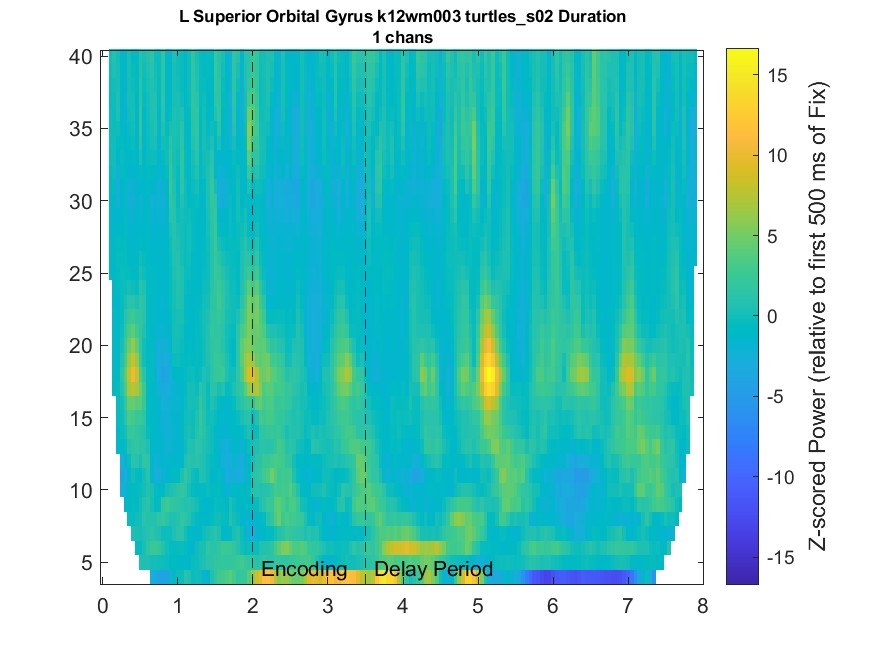 L Superior Orbital Gyrus k12wm003 turtles_s02 Duration
1 chans
40
35
30
25
20
15
10
5
Encoding
Delay Period
0 1 2 3 4 5 6 7 8
15
10
5
0
-5
-10
-15
Z-scored Power (relative to first 500 ms of Fix)